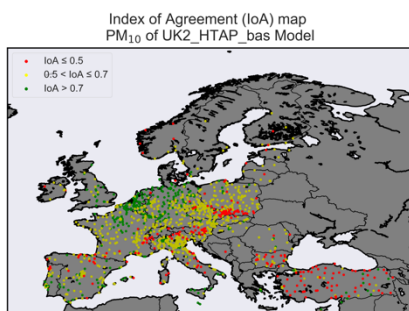 Index of Agreement (IoA) map
PM₁₀ of UK2_HTAP_bas Model
IoA ≤ 0.5
0.5 < IoA ≤ 0.7
IoA > 0.7